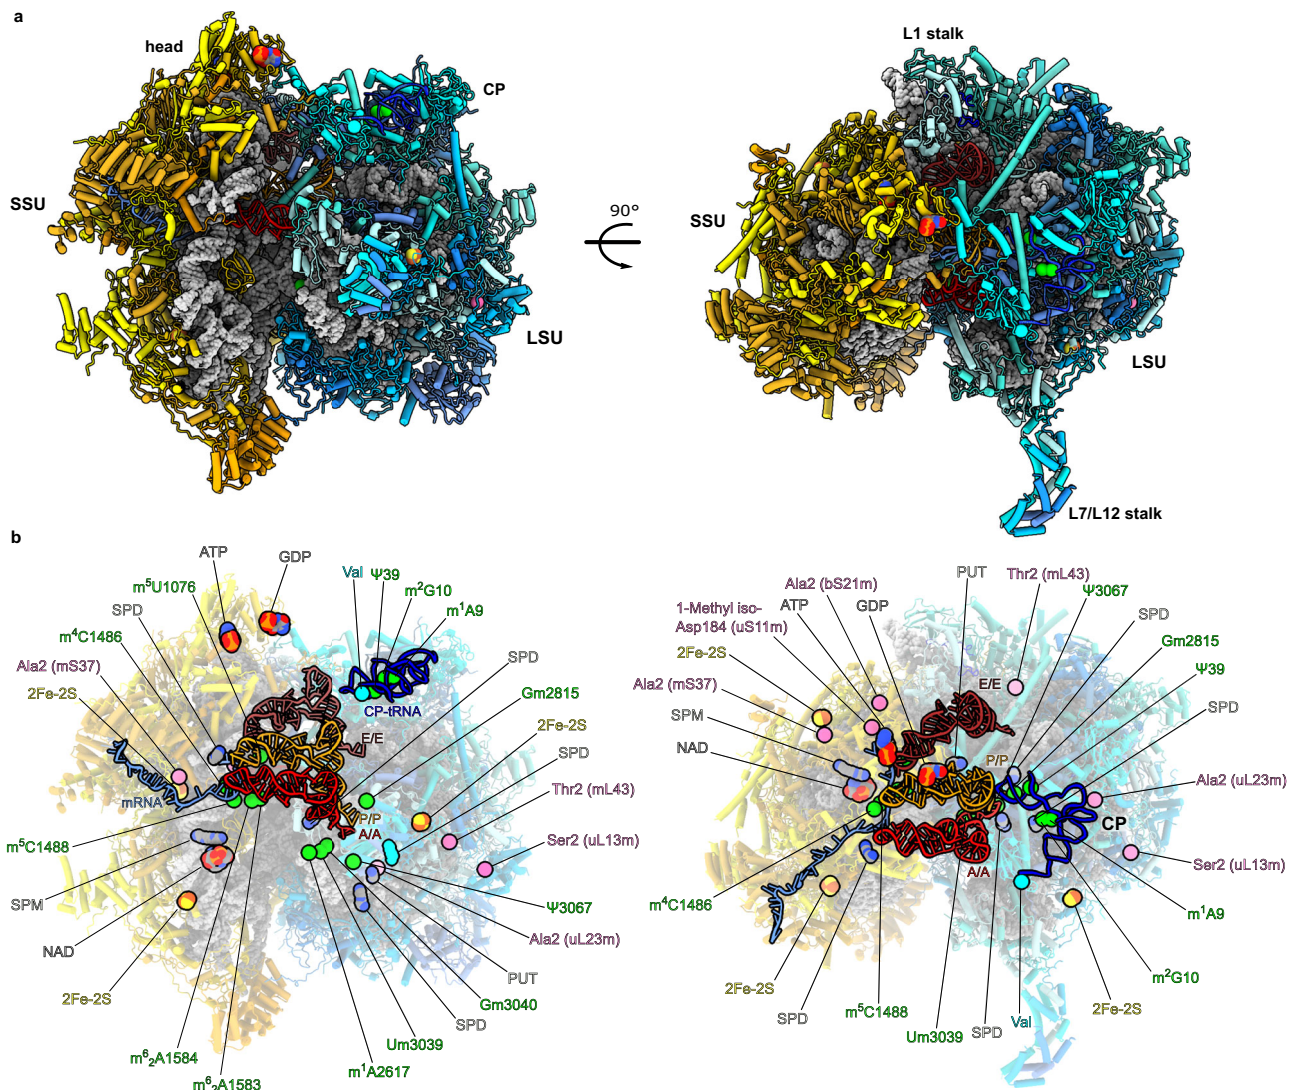 a
head
CP
SSU
LSU
90°
L1 stalk
SSU
LSU
L7/L12 stalk
b
ATP
GDP
m⁵U1076
SPD
m⁴C1486
Ala2 (mS37)
2Fe-2S
mRNA
m⁵C1488
SPM
NAD
2Fe-2S
m⁶₂A1584
m⁶₂A1583
Val
Ψ39
m²G10
m¹A9
SPD
Gm2815
CP-tRNA
E/E
2Fe-2S
SPD
Thr2 (mL43)
P/P
A/A
Ser2 (uL13m)
Ψ3067
Ala2 (uL23m)
PUT
Gm3040
SPD
Um3039
m¹A2617
PUT
Thr2 (mL43)
Ala2 (bS21m)
ATP
GDP
Ψ3067
1-Methyl iso-
Asp184 (uS11m)
SPD
2Fe-2S
Gm2815
Ala2 (mS37)
Ψ39
E/E
SPM
SPD
NAD
P/P
Ala2 (uL23m)
CP
Ser2 (uL13m)
A/A
m⁴C1486
m¹A9
m²G10
2Fe-2S
m⁵C1488
2Fe-2S
SPD
Um3039
SPD
Val